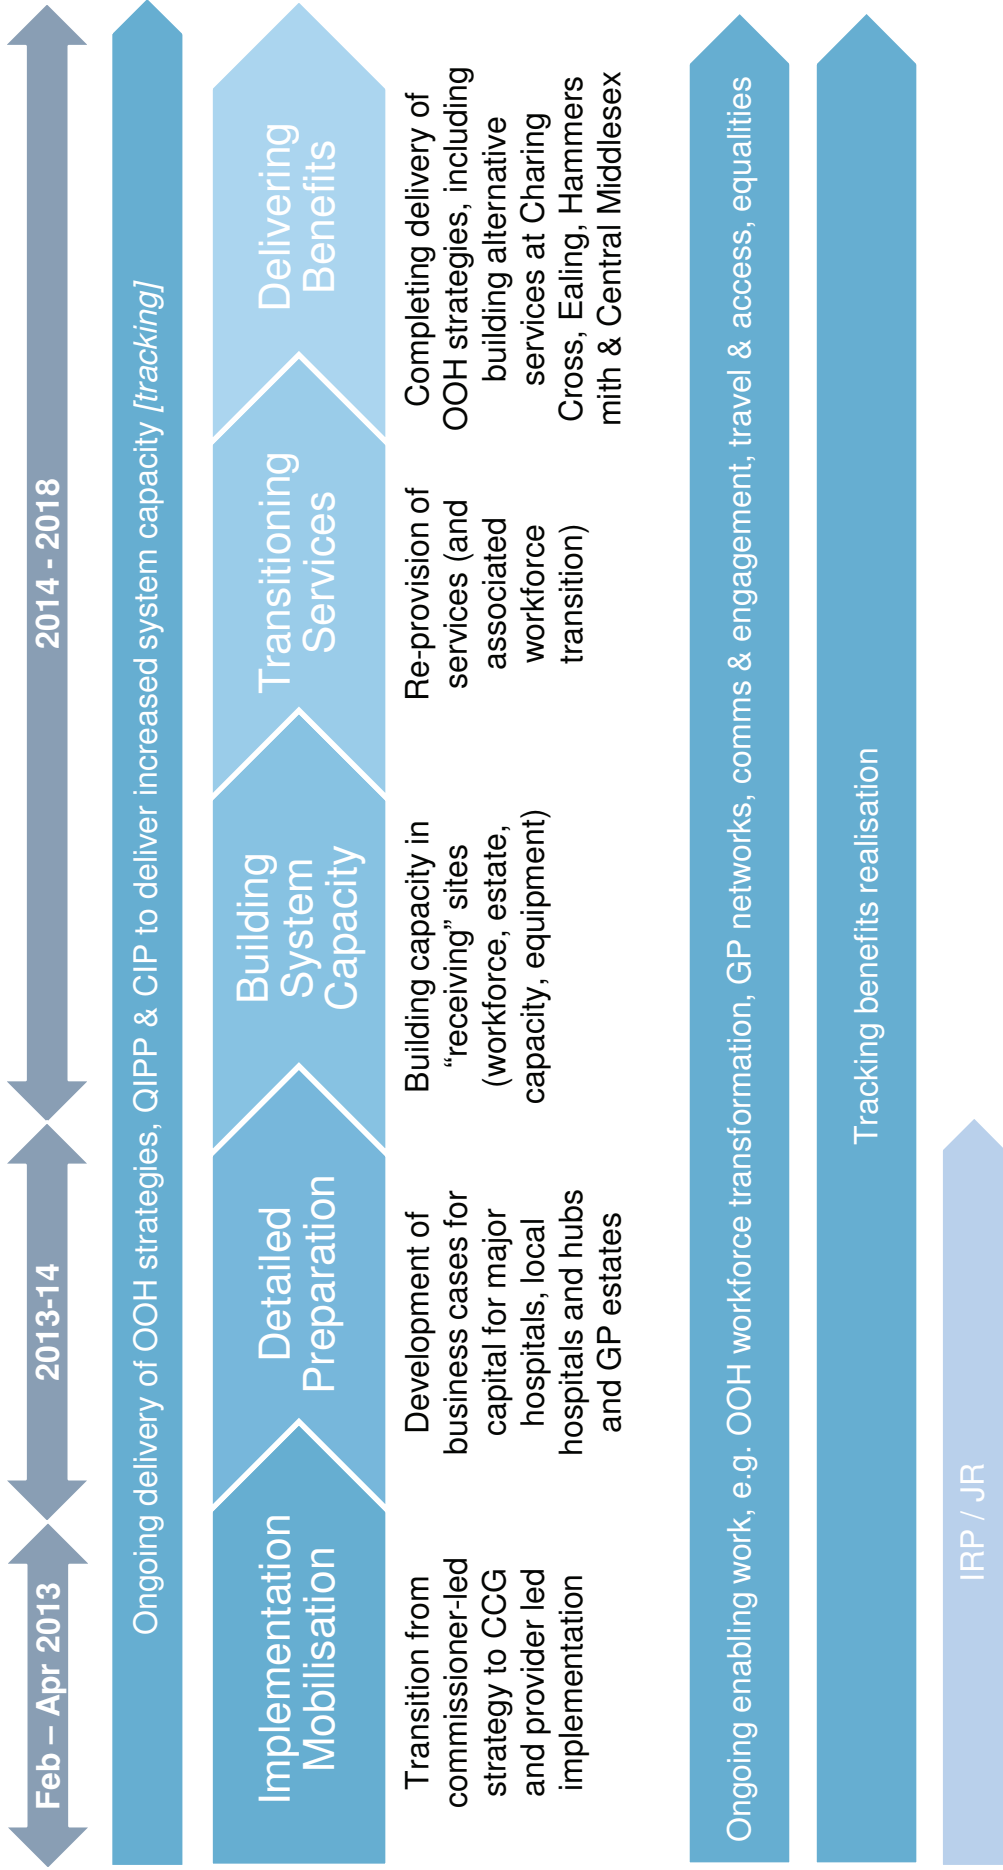 Feb – Apr 2013
2013-14
2014 - 2018
Ongoing delivery of OOH strategies, QIPP & CIP to deliver increased system capacity [tracking]
Implementation
Mobilisation
Detailed
Preparation
Building
System
Capacity
Transitioning
Services
Delivering
Benefits
Transition from
commissioner-led
strategy to CCG
and provider led
implementation
Development of
business cases for
capital for major
hospitals, local
hospitals and hubs
and GP estates
Building capacity in
“receiving” sites
(workforce, estate,
capacity, equipment)
Re-provision of
services (and
associated
workforce
transition)
Completing delivery of
OOH strategies, including
building alternative
services at Charing
Cross, Ealing, Hammers
mith & Central Middlesex
Ongoing enabling work, e.g. OOH workforce transformation, GP networks, comms & engagement, travel & access, equalities
Tracking benefits realisation
IRP / JR